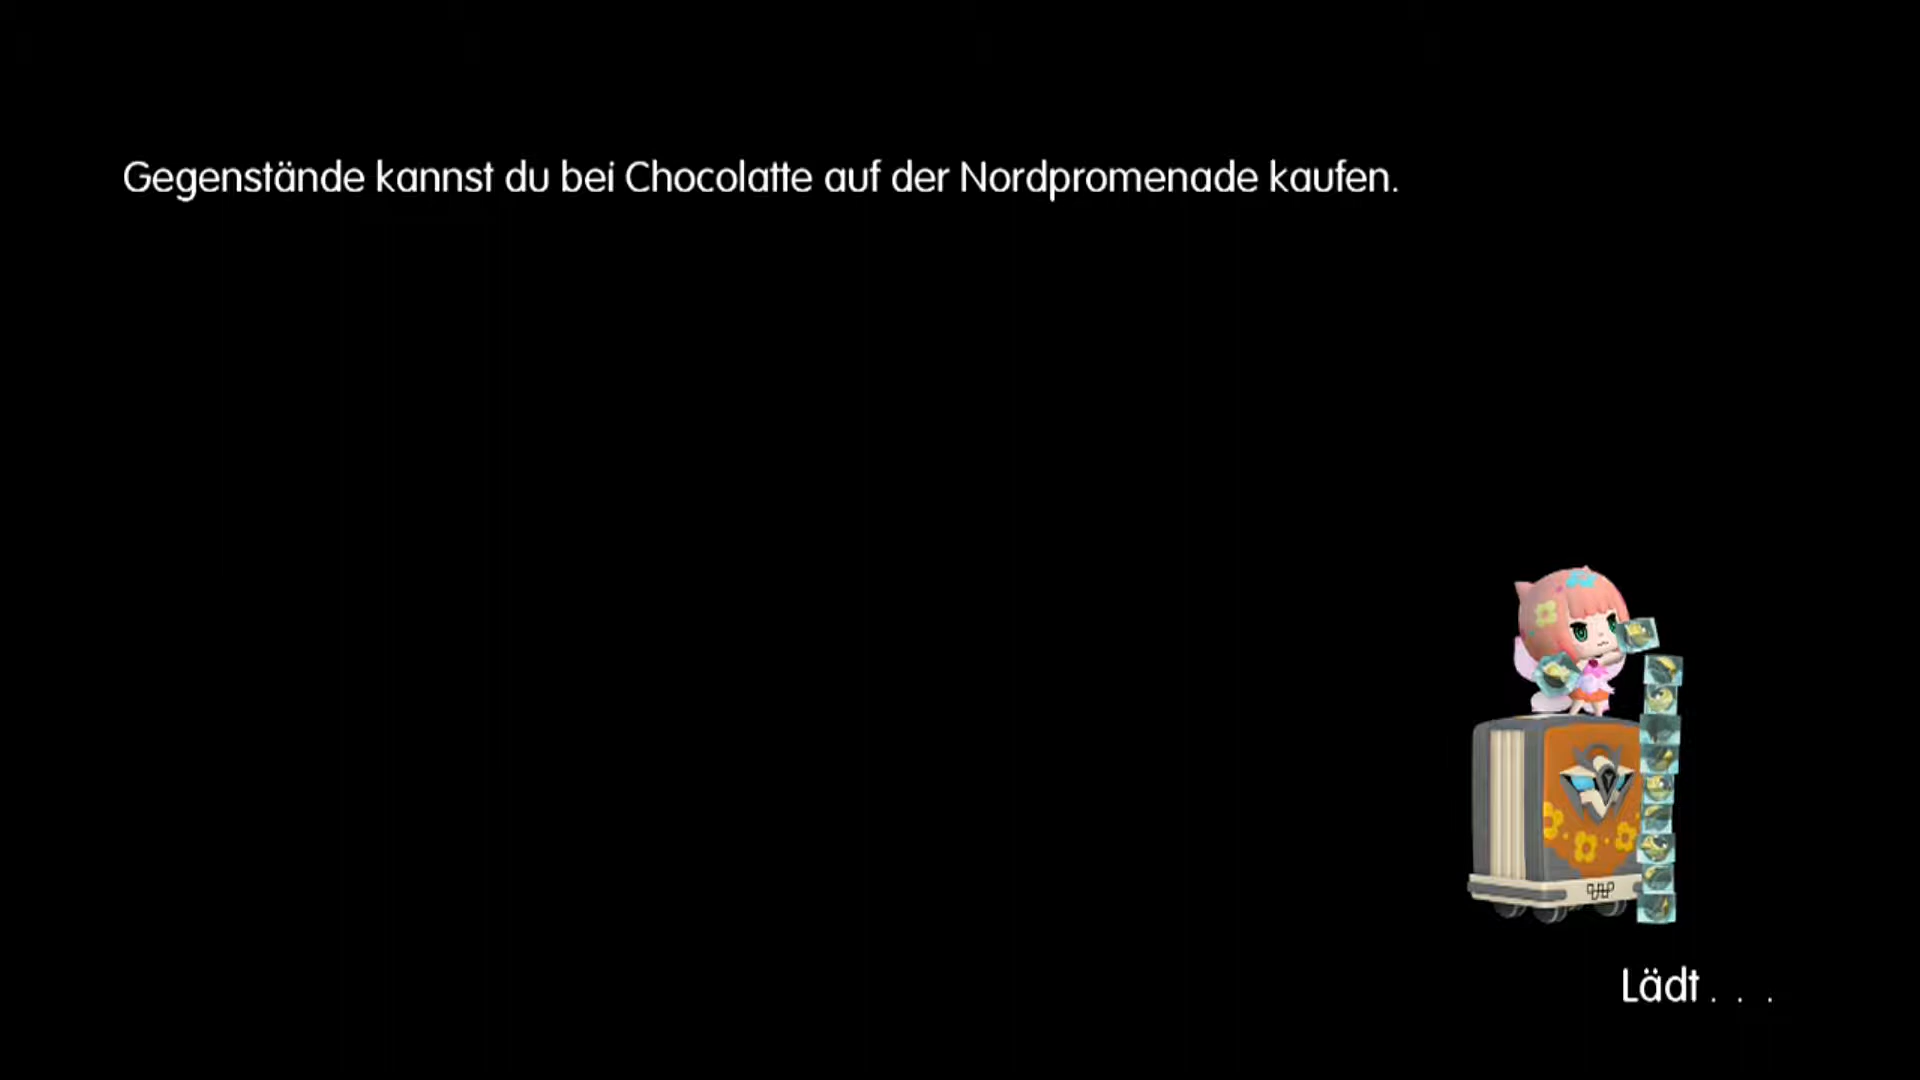 Gegenstände kannst du bei Chocolatte auf der Nordpromenade kaufen.
Lädt . . .